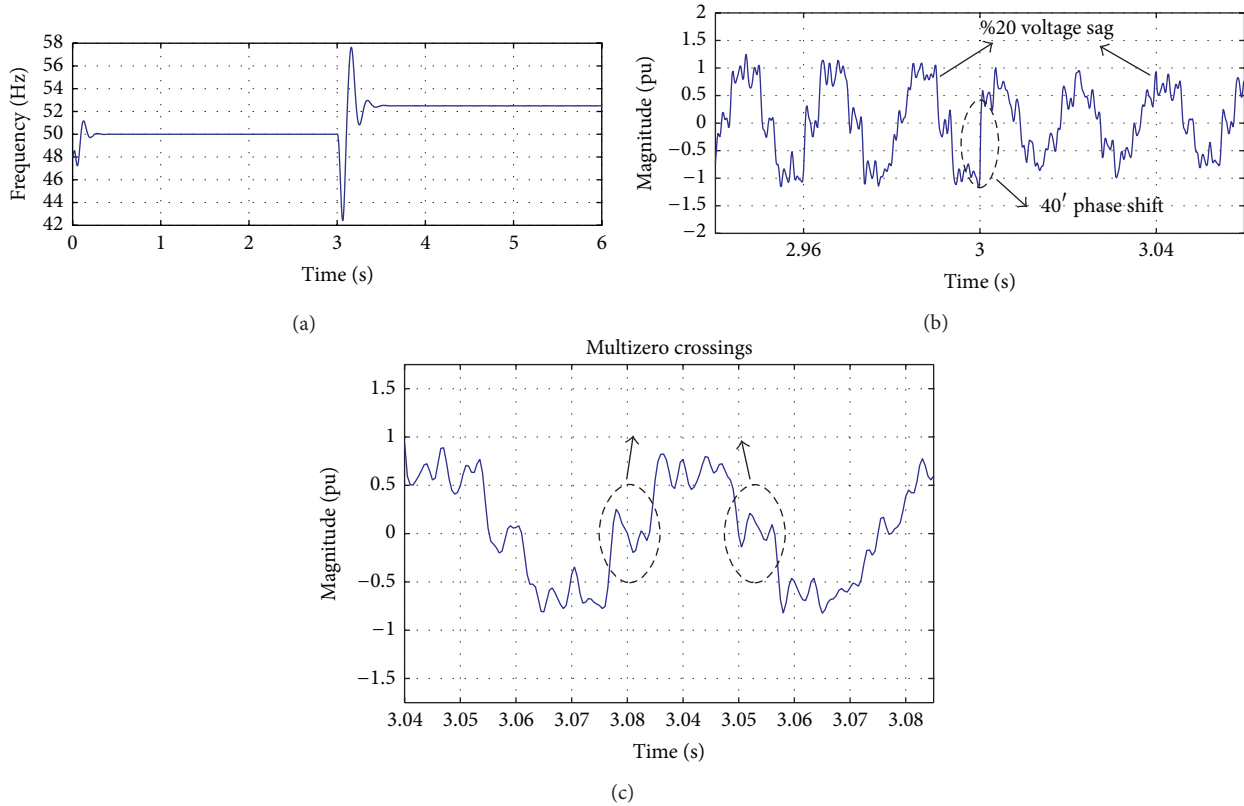 58
56
54
52
50
48
46
44
42
Frequency (Hz)
0 1 2 3 4 5 6
Time (s)
(a)
2
1.5
1
0.5
0
−0.5
−1
−1.5
−2
Magnitude (pu)
%20 voltage sag
40′ phase shift
2.96 3 3.04
Time (s)
(b)
Multizero crossings
1.5
1
0.5
0
−0.5
−1
−1.5
Magnitude (pu)
3.04 3.05 3.06 3.07 3.08 3.04 3.05 3.06 3.07 3.08
Time (s)
(c)